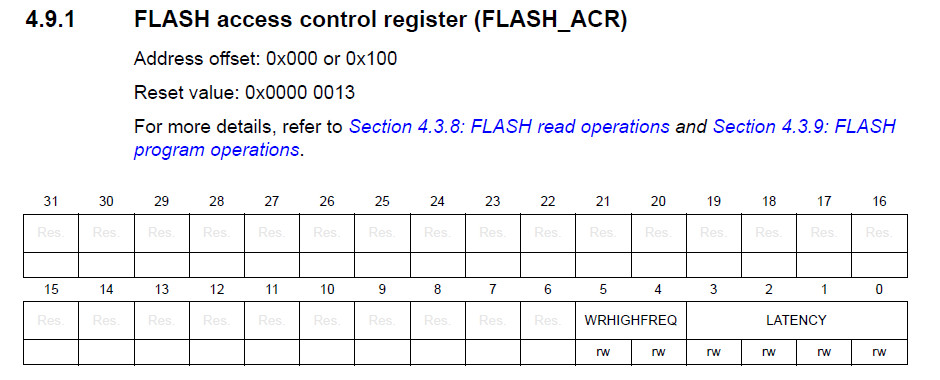 4.9.1 FLASH access control register (FLASH_ACR)
Address offset: 0x000 or 0x100
Reset value: 0x0000 0013
For more details, refer to Section 4.3.8: FLASH read operations and Section 4.3.9: FLASH
program operations.
31 30 29 28 27 26 25 24 23 22 21 20 19 18 17 16
Res. Res. Res. Res. Res. Res. Res. Res. Res. Res. Res. Res. Res. Res. Res. Res.
15 14 13 12 11 10 9 8 7 6 5 4 3 2 1 0
Res. Res. Res. Res. Res. Res. Res. Res. Res. Res. WRHIGHFREQ LATENCY
rw rw rw rw rw rw